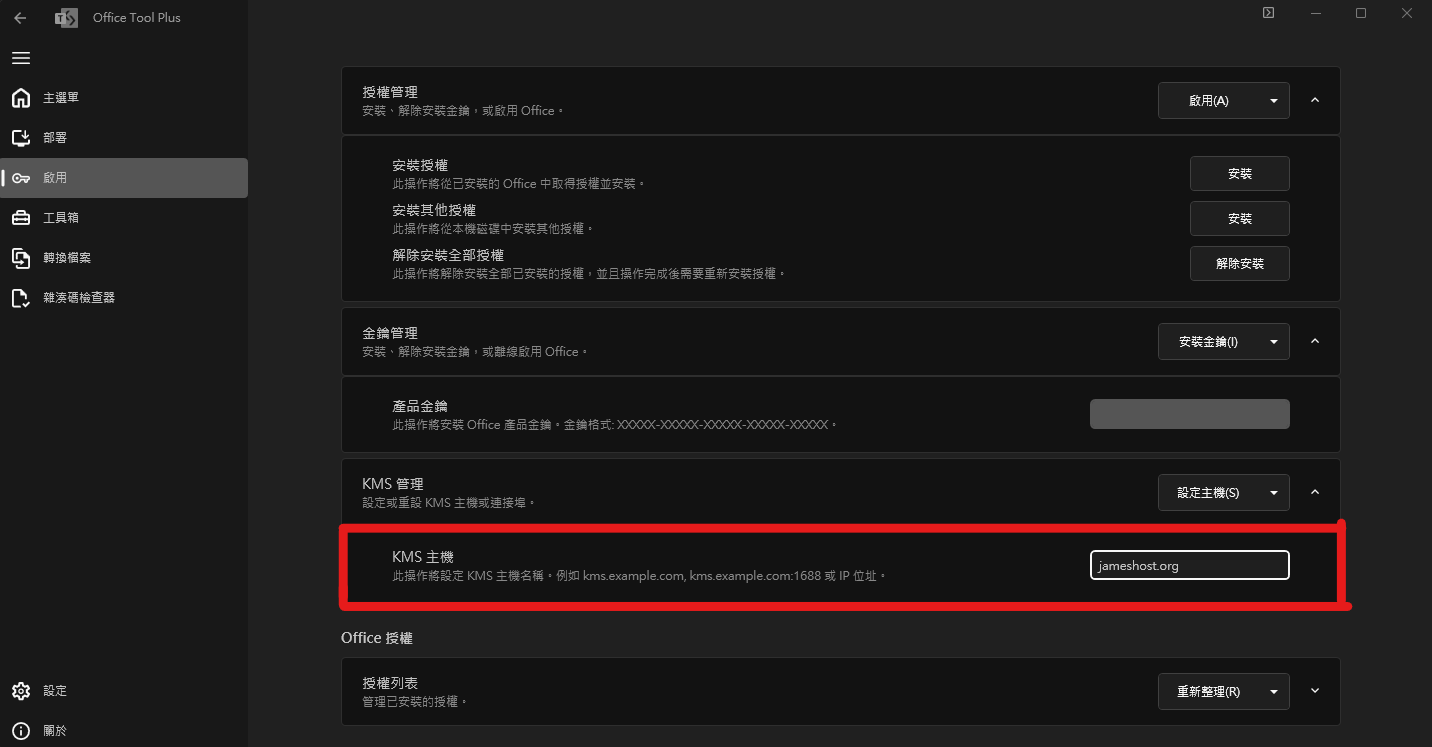 Office Tool Plus
主選單
部署
啟用
工具箱
轉換檔案
雜湊碼檢查器
設定
關於
授權管理
安裝、解除安裝金鑰，或啟用 Office。
啟用(A)
安裝授權
此操作將從已安裝的 Office 中取得授權並安裝。
安裝
安裝其他授權
此操作將從本機磁碟中安裝其他授權。
安裝
解除安裝全部授權
此操作將解除安裝全部已安裝的授權，並且操作完成後需要重新安裝授權。
解除安裝
金鑰管理
安裝、解除安裝金鑰，或離線啟用 Office。
安裝金鑰(I)
產品金鑰
此操作將安裝 Office 產品金鑰。金鑰格式: XXXXX-XXXXX-XXXXX-XXXXX-XXXXX。
KMS 管理
設定或重設 KMS 主機或連接埠。
設定主機(S)
KMS 主機
此操作將設定 KMS 主機名稱。例如 kms.example.com, kms.example.com:1688 或 IP 位址。
jameshost.org
Office 授權
授權列表
管理已安裝的授權。
重新整理(R)